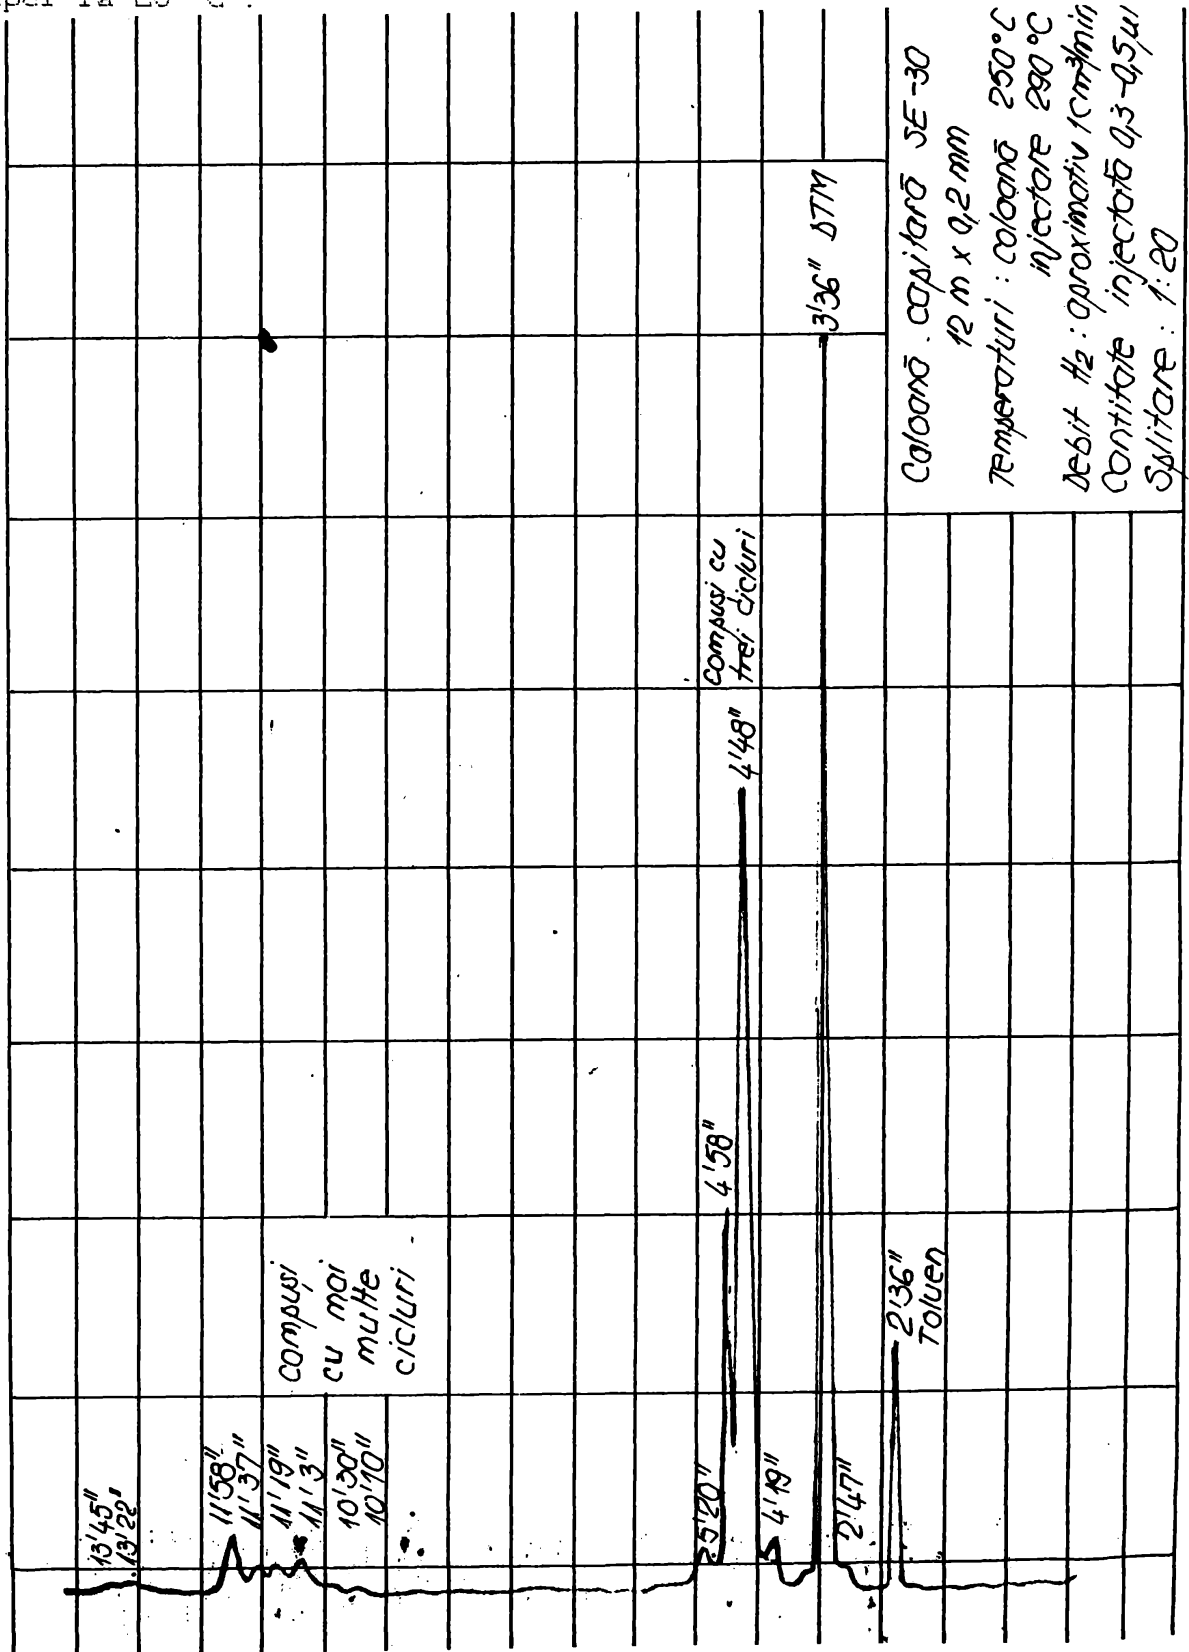 Coloană capilară SE-30
12 m x 0,2 mm
Temperaturi : coloană 250°C
injectare 290°C
Debit H2 : aproximativ 1cm³/min
Contitate injectată 0,3-0,5µl
Splitare : 1:20
3'36" DTM
compuși cu
trei cicluri
4'48"
4'58"
2'36"
Toluen
compuși
cu mai
multe
cicluri
13'45"
13'22"
11'58"
11'37"
11'19"
11'3"
10'30"
10'10"
5'20"
4'19"
2'47"